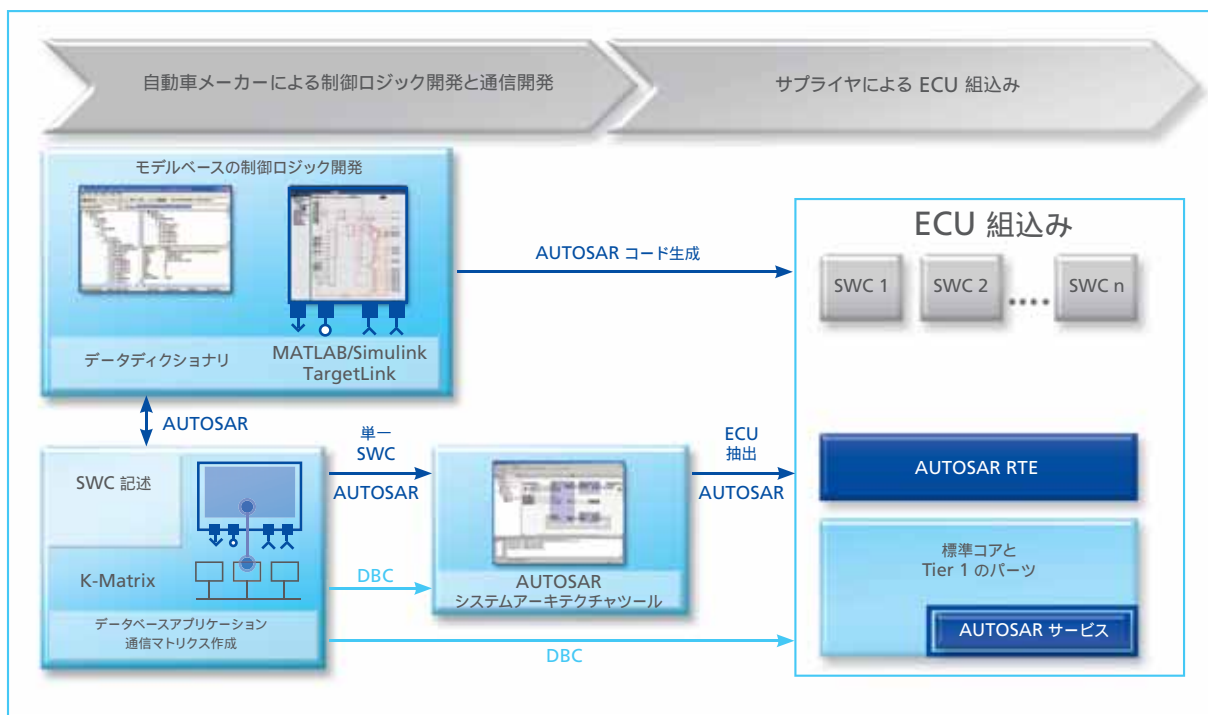 自動車メーカーによる制御ロジック開発と通信開発
サプライヤによる ECU 組込み
モデルベースの制御ロジック開発
データディクショナリ
MATLAB/Simulink
TargetLink
AUTOSAR コード生成
ECU 組込み
SWC 1
SWC 2
....
SWC n
AUTOSAR
SWC 記述
K-Matrix
データベースアプリケーション
通信マトリクス作成
単一
SWC
AUTOSAR
DBC
AUTOSAR
システムアーキテクチャツール
ECU
抽出
AUTOSAR
DBC
AUTOSAR RTE
標準コアと
Tier 1 のパーツ
AUTOSAR サービス